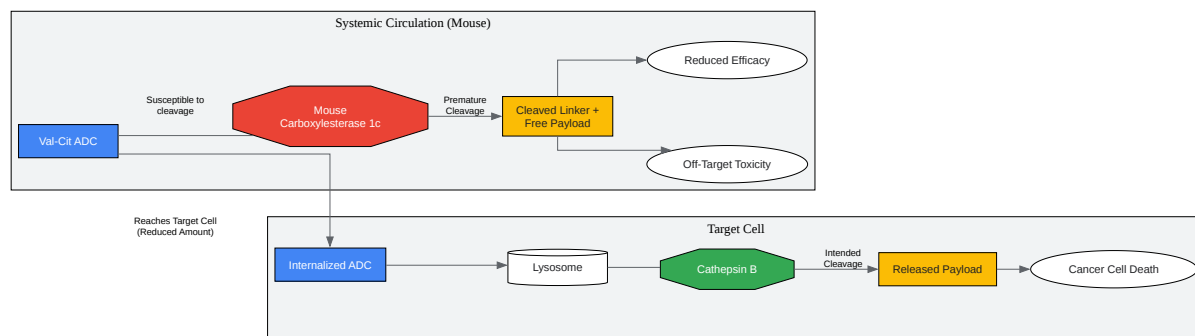 Systemic Circulation (Mouse)
Reduced Efficacy
Susceptible to
cleavage
Mouse
Carboxylesterase 1c
Premature
Cleavage
Cleaved Linker +
Free Payload
Val-Cit ADC
Off-Target Toxicity
Reaches Target Cell
(Reduced Amount)
Target Cell
Internalized ADC
Lysosome
Cathepsin B
Intended
Cleavage
Released Payload
Cancer Cell Death